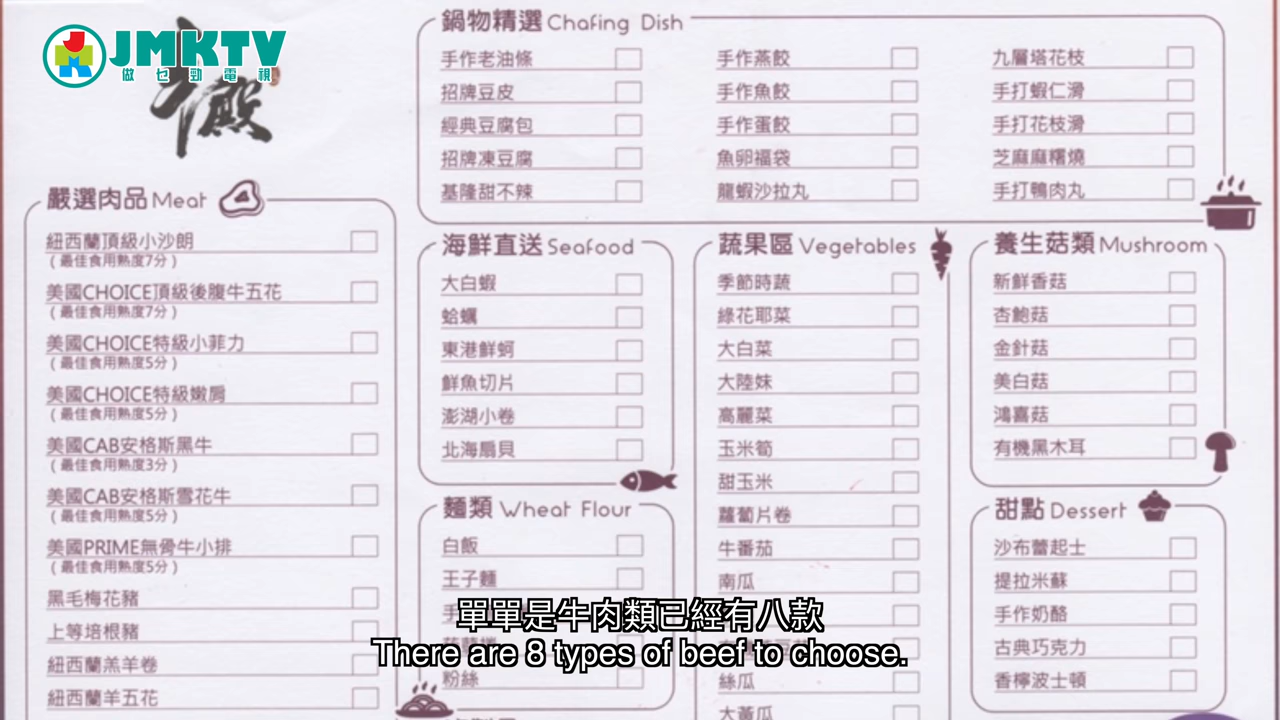 JMKTV
做乜勁電視
殿
嚴選肉品 Meat
紐西蘭頂級小沙朗
(最佳食用熟度7分)
美國CHOICE頂級後腹牛五花
(最佳食用熟度7分)
美國CHOICE特級小菲力
(最佳食用熟度5分)
美國CHOICE特級嫩肩
(最佳食用熟度5分)
美國CAB安格斯黑牛
(最佳食用熟度3分)
美國CAB安格斯雪花牛
(最佳食用熟度5分)
美國PRIME無骨牛小排
(最佳食用熟度5分)
黑毛梅花豬
上等培根豬
紐西蘭羔羊卷
紐西蘭羊五花
鍋物精選 Chafing Dish
手作老油條
招牌豆皮
經典豆腐包
招牌凍豆腐
基隆甜不辣
手作燕餃
手作魚餃
手作蛋餃
魚卵福袋
龍蝦沙拉丸
九層塔花枝
手打蝦仁滑
手打花枝滑
芝麻麻糬燒
手打鴨肉丸
海鮮直送 Seafood
大白蝦
蛤蠣
東港鮮蚵
鮮魚切片
澎湖小卷
北海扇貝
麵類 Wheat Flour
白飯
王子麵
手
粉絲
蔬果區 Vegetables
季節時蔬
綠花耶菜
大白菜
大陸妹
高麗菜
玉米筍
甜玉米
蘿蔔片卷
牛番茄
南瓜
絲瓜
大黃瓜
養生菇類 Mushroom
新鮮香菇
杏鮑菇
金針菇
美白菇
鴻喜菇
有機黑木耳
甜點 Dessert
沙布蕾起士
提拉米蘇
手作奶酪
古典巧克力
香檸波士頓
單單是牛肉類已經有八款
There are 8 types of beef to choose.